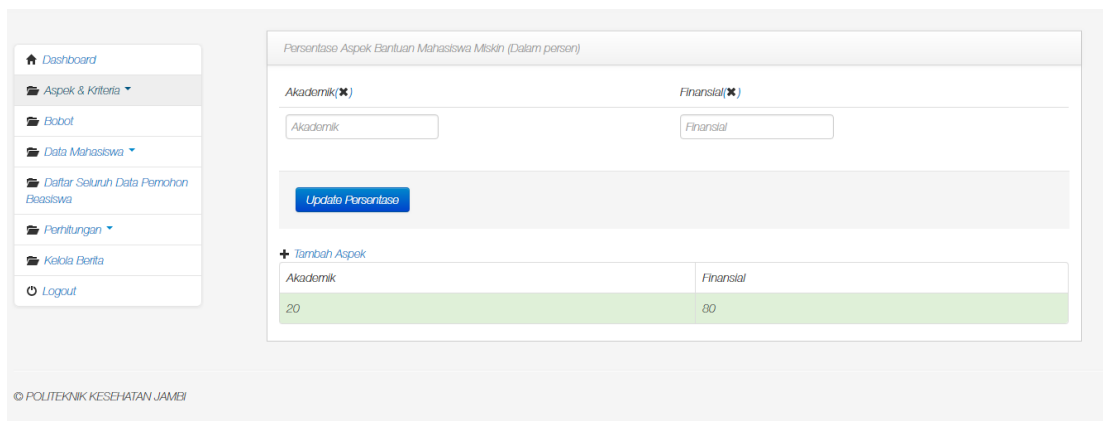 Dashboard
Aspek & Kriteria
Bobot
Data Mahasiswa
Daftar Seluruh Data Pemohon
Beasiswa
Perhitungan
Kelola Berita
Logout
Persentase Aspek Bantuan Mahasiswa Miskin (Dalam persen)
Akademik(✖) Finansial(✖)
Akademik Finansial
Update Persentase
Tambah Aspek
Akademik Finansial
20 80
© POLITEKNIK KESEHATAN JAMBI